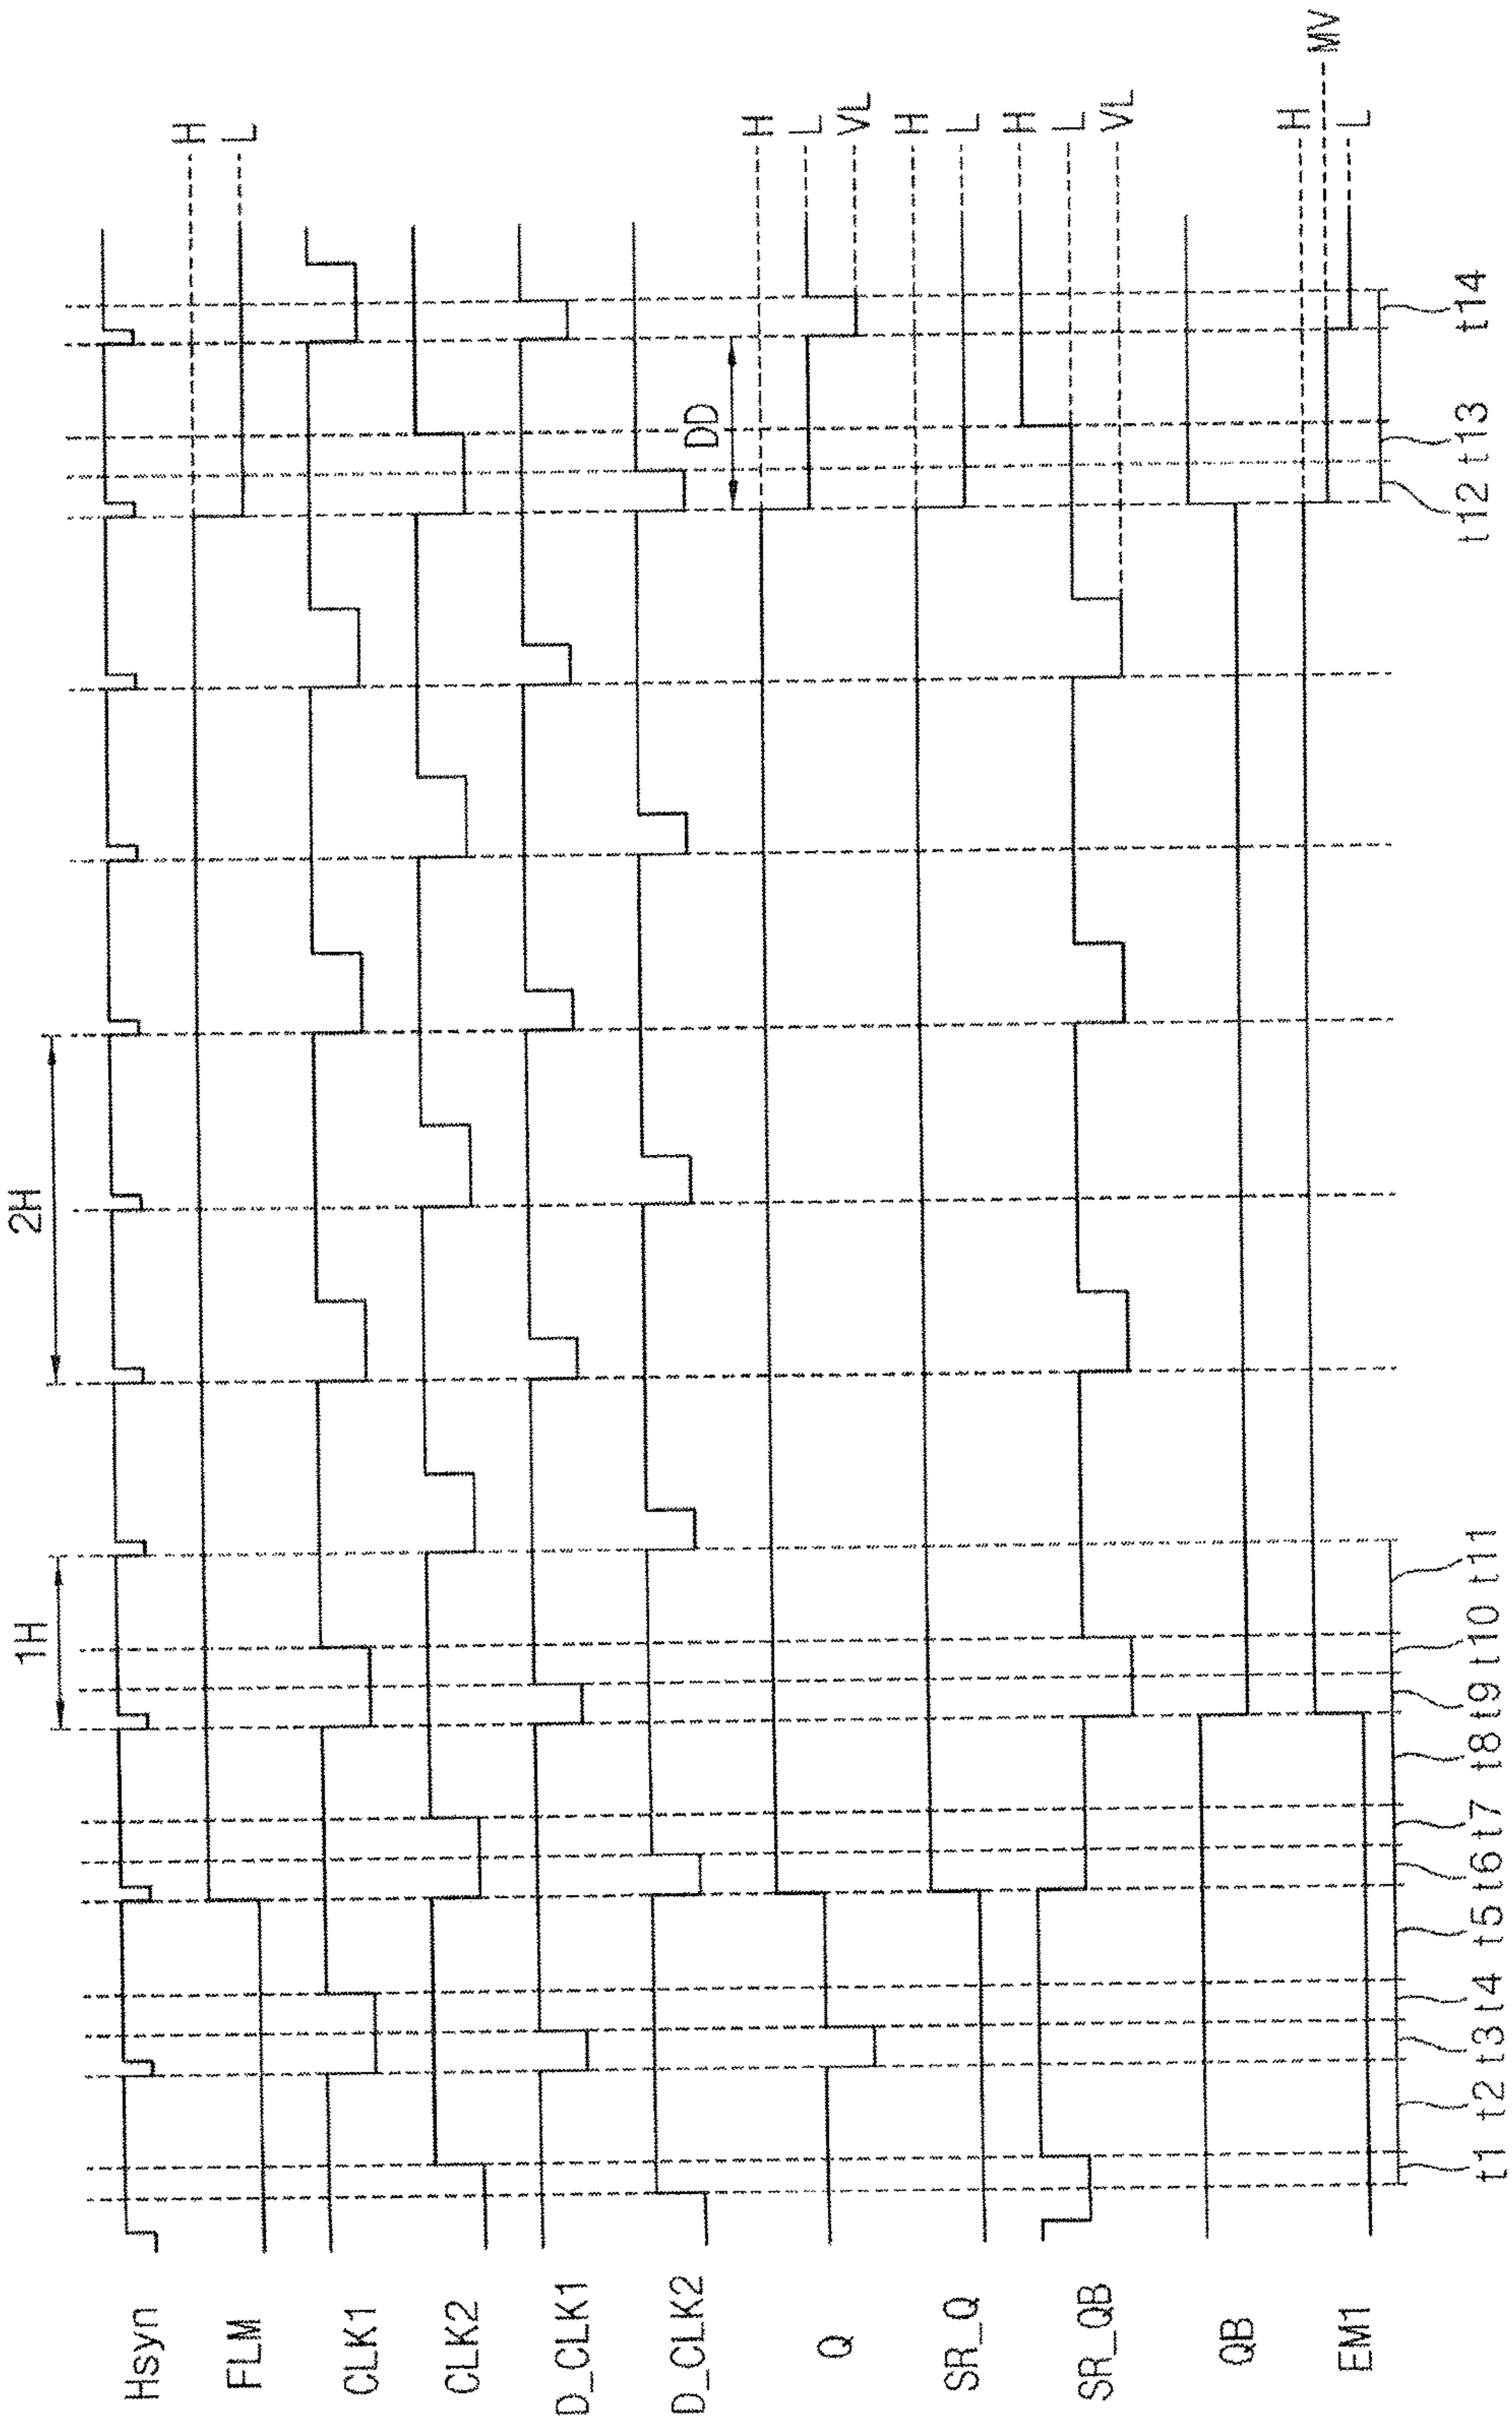 1H
2H
Hsyn
FLM
H
L
CLK1
CLK2
D_CLK1
D_CLK2
DD
Q
H
L
VL
SR_Q
H
L
SR_QB
H
L
VL
QB
EM1
H
MV
L
t1 t2 t3 t4 t5 t6 t7 t8 t9 t10 t11 t12 t13 t14